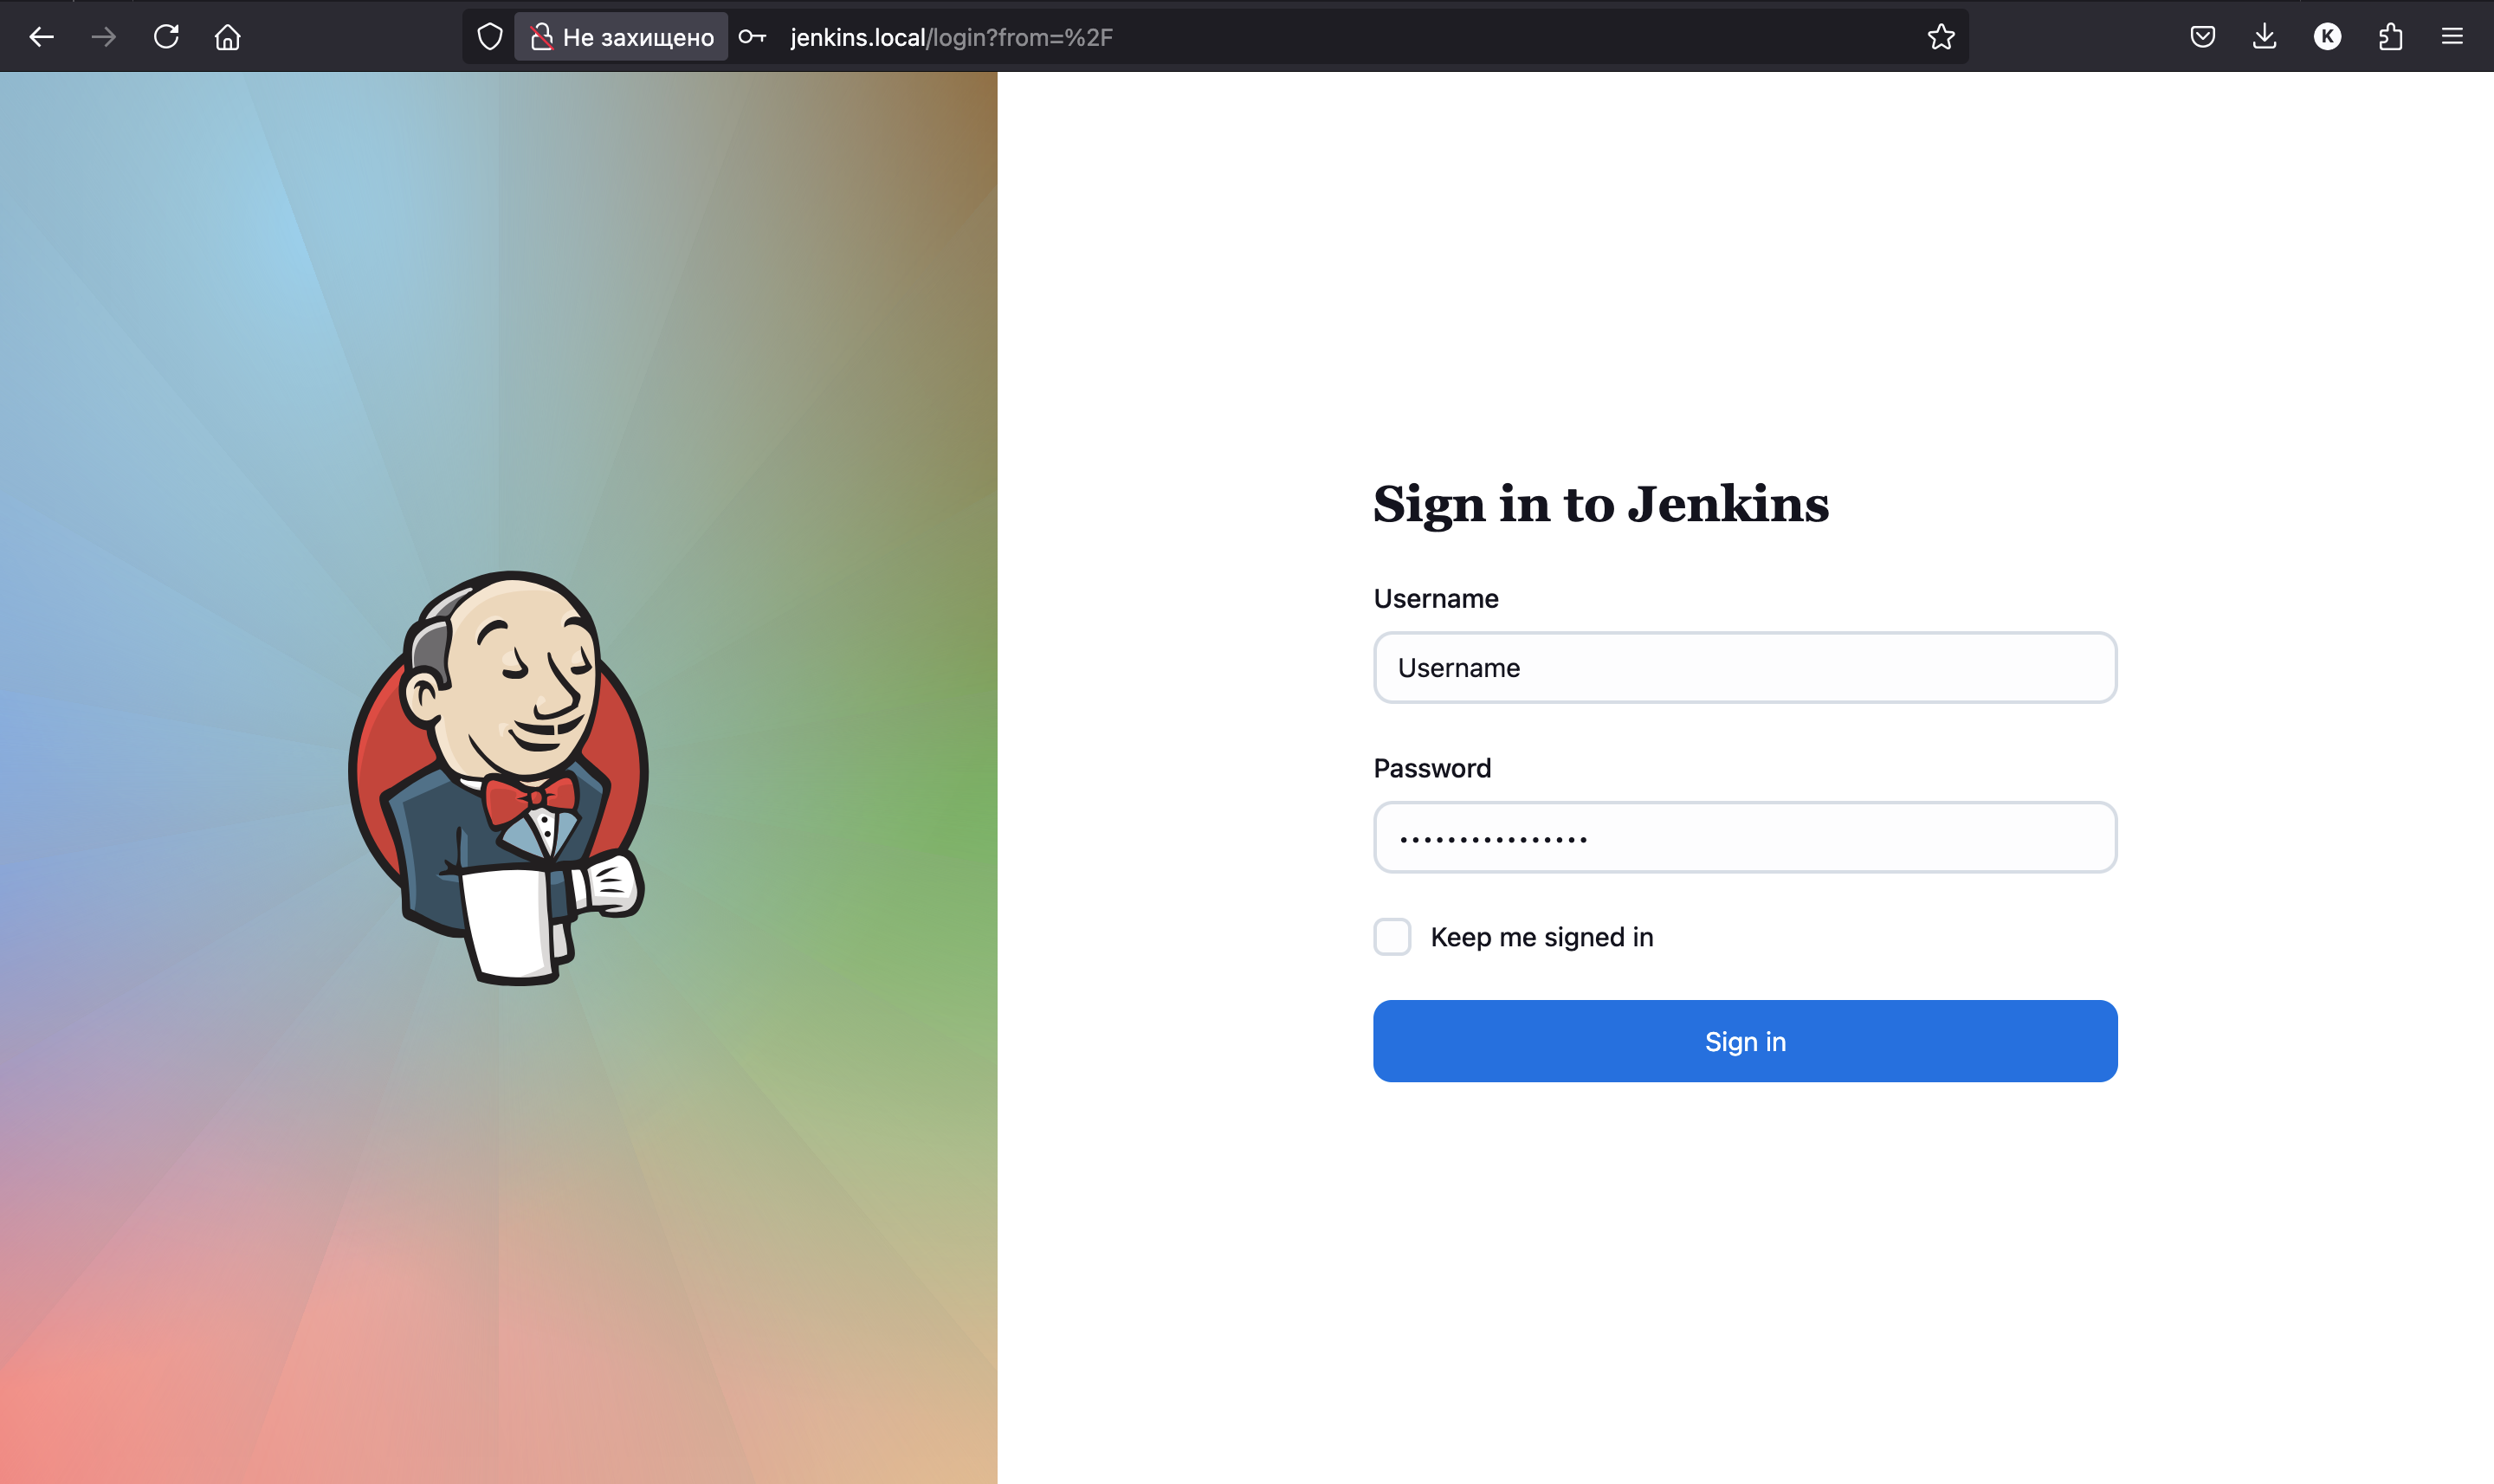 Не захищено jenkins.local/login?from=%2F K
Sign in to Jenkins
Username
Username
Password
••••••••••••••••
Keep me signed in
Sign in